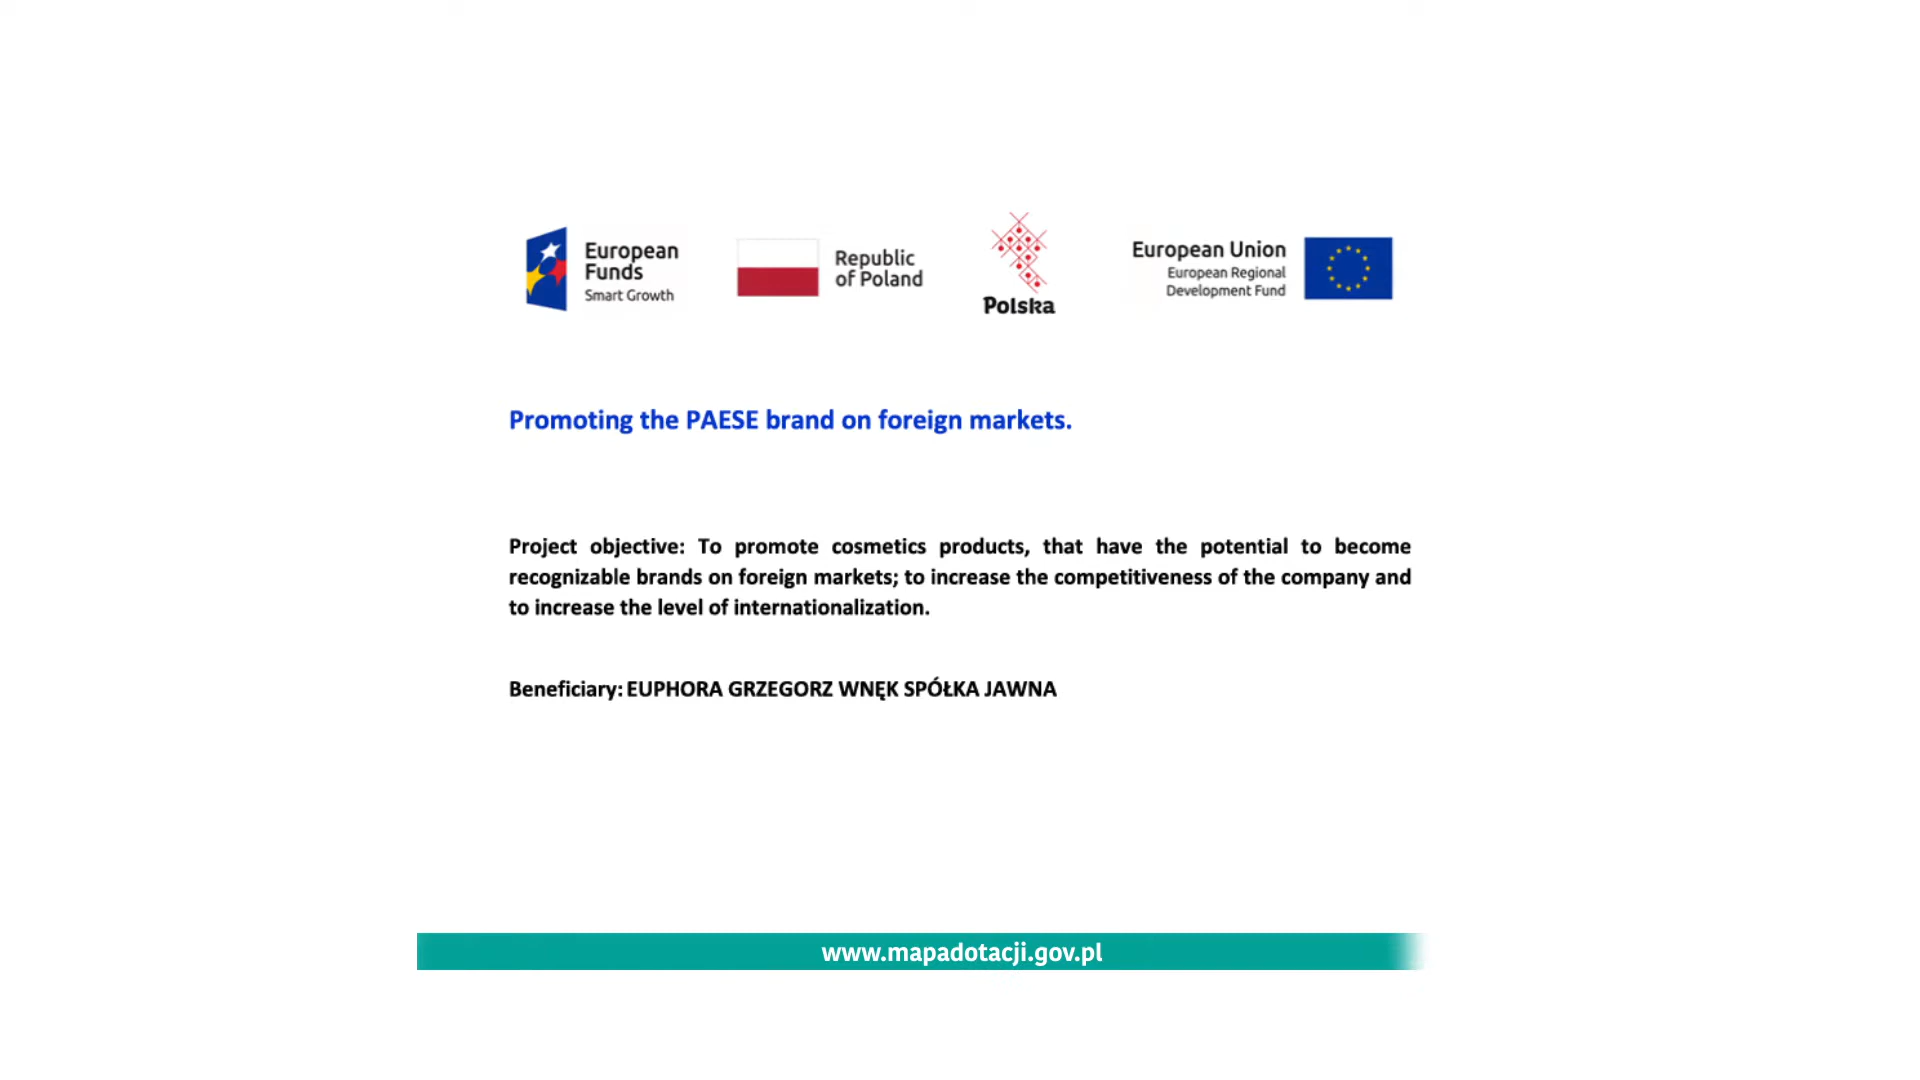 European
Funds
Smart Growth
Republic
of Poland
Polska
European Union
European Regional
Development Fund
Promoting the PAESE brand on foreign markets.
Project objective: To promote cosmetics products, that have the potential to become
recognizable brands on foreign markets; to increase the competitiveness of the company and
to increase the level of internationalization.
Beneficiary: EUPHORA GRZEGORZ WNĘK SPÓŁKA JAWNA
www.mapadotacji.gov.pl